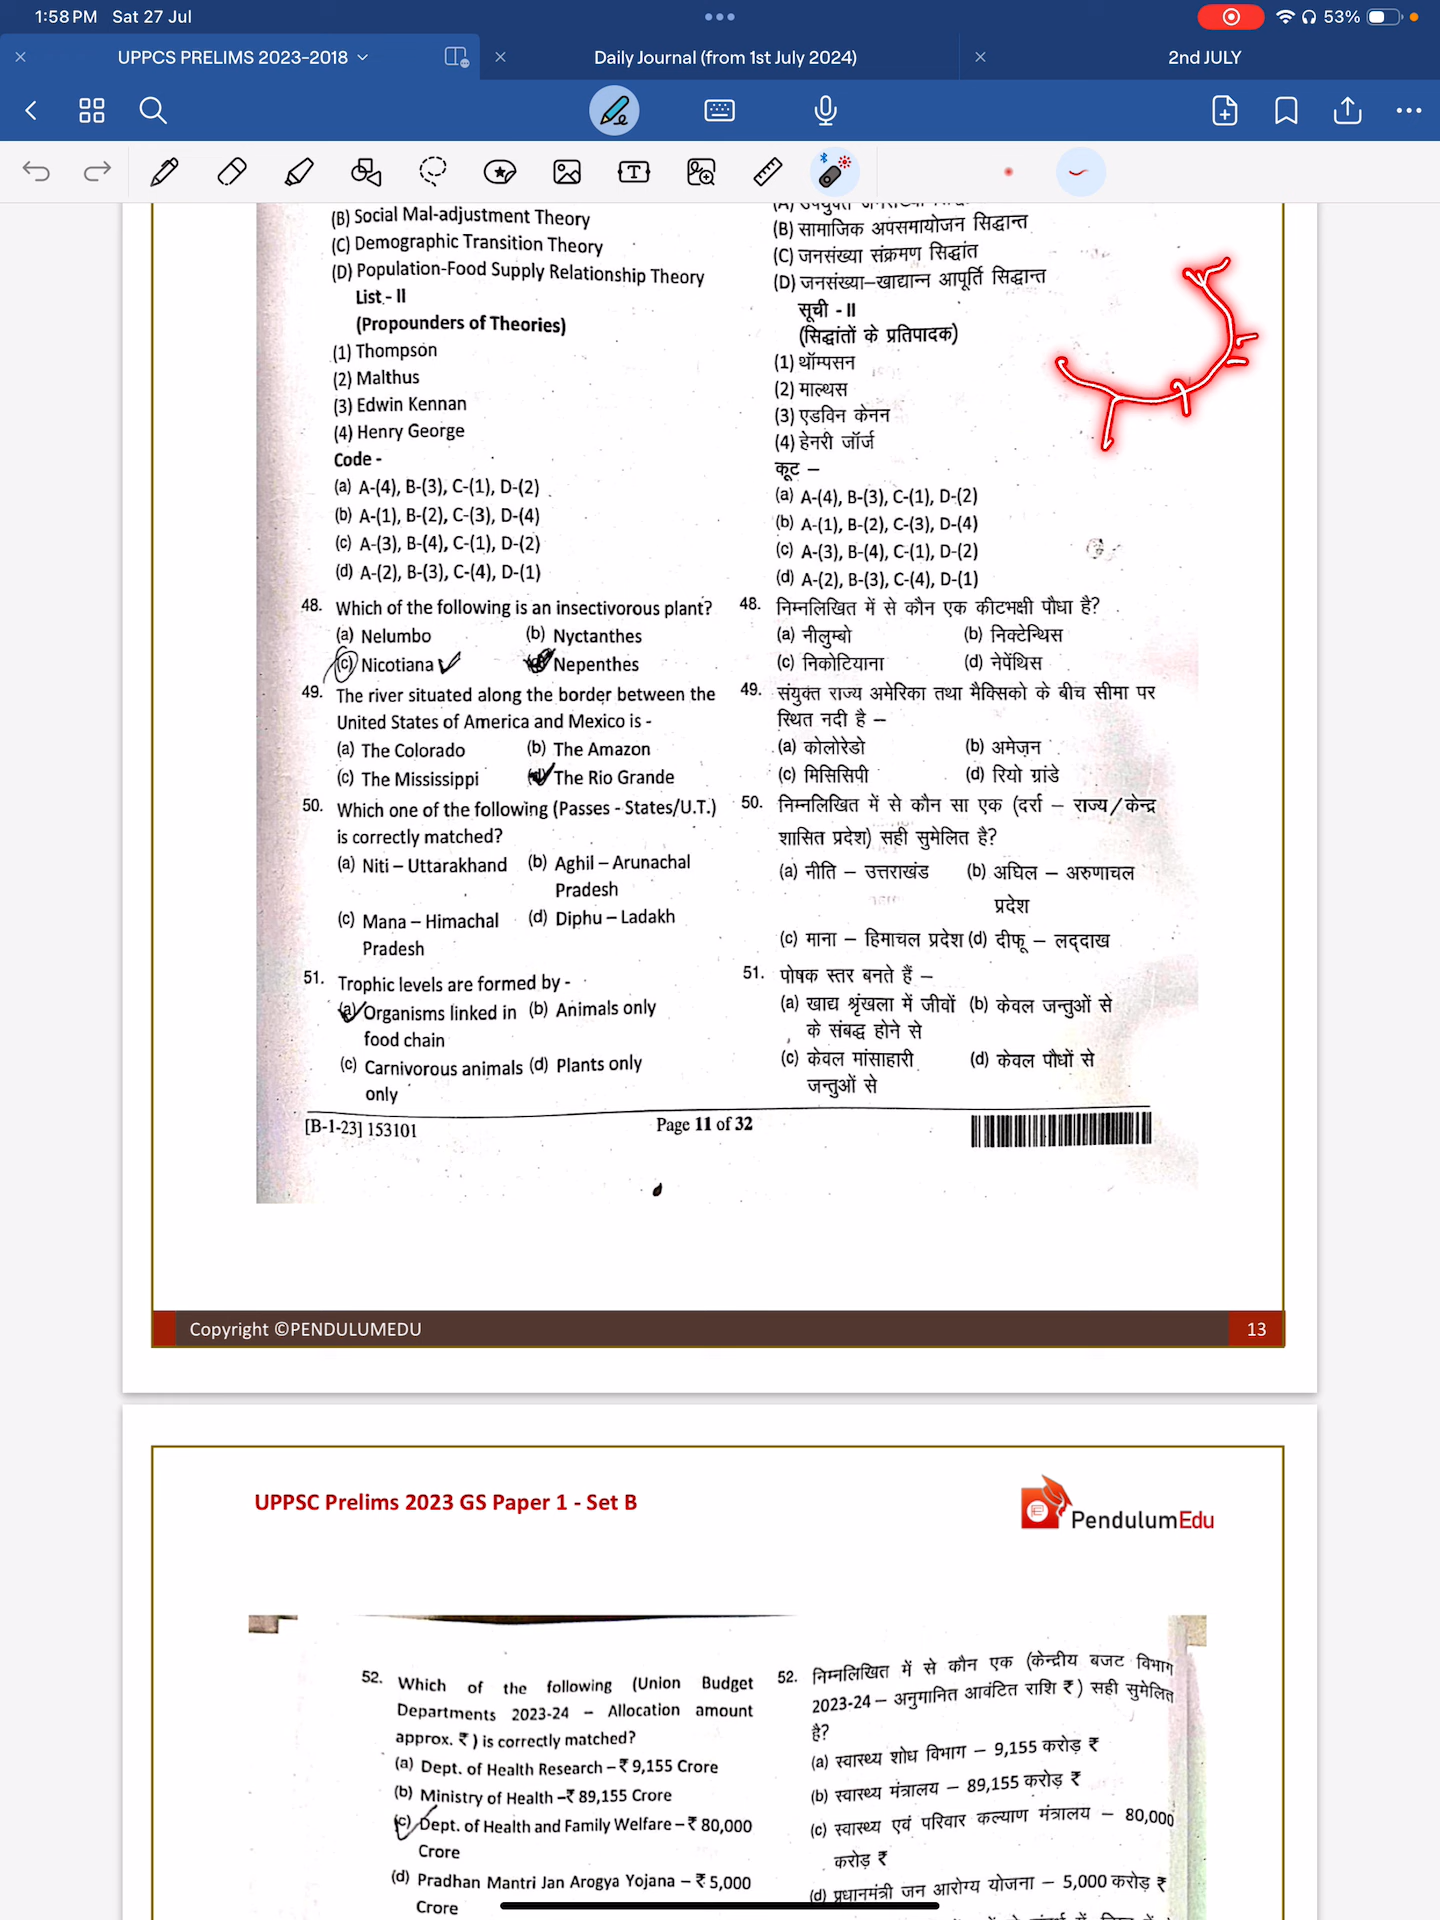 1:58 PM Sat 27 Jul
53%
UPPCS PRELIMS 2023-2018
Daily Journal (from 1st July 2024)
2nd JULY
(B) Social Mal-adjustment Theory
(C) Demographic Transition Theory
(D) Population-Food Supply Relationship Theory
List - II
(Propounders of Theories)
(1) Thompson
(2) Malthus
(3) Edwin Kennan
(4) Henry George
Code -
(a) A-(4), B-(3), C-(1), D-(2)
(b) A-(1), B-(2), C-(3), D-(4)
(c) A-(3), B-(4), C-(1), D-(2)
(d) A-(2), B-(3), C-(4), D-(1)
48. Which of the following is an insectivorous plant?
(a) Nelumbo (b) Nyctanthes
(c) Nicotiana Nepenthes
49. The river situated along the border between the
United States of America and Mexico is -
(a) The Colorado (b) The Amazon
(c) The Mississippi The Rio Grande
50. Which one of the following (Passes - States/U.T.)
is correctly matched?
(a) Niti – Uttarakhand (b) Aghil – Arunachal
Pradesh
(c) Mana – Himachal (d) Diphu – Ladakh
Pradesh
51. Trophic levels are formed by -
(a) Organisms linked in (b) Animals only
food chain
(c) Carnivorous animals (d) Plants only
only
(B) सामाजिक अपसमायोजन सिद्धान्त
(C) जनसंख्या संक्रमण सिद्धांत
(D) जनसंख्या–खाद्यान्न आपूर्ति सिद्धान्त
सूची - II
(सिद्धांतों के प्रतिपादक)
(1) थॉम्पसन
(2) माल्थस
(3) एडविन केनन
(4) हेनरी जॉर्ज
कूट –
(a) A-(4), B-(3), C-(1), D-(2)
(b) A-(1), B-(2), C-(3), D-(4)
(c) A-(3), B-(4), C-(1), D-(2)
(d) A-(2), B-(3), C-(4), D-(1)
48. निम्नलिखित में से कौन एक कीटभक्षी पौधा है?
(a) नीलुम्बो (b) निक्टेन्थिस
(c) निकोटियाना (d) नेपेंथिस
49. संयुक्त राज्य अमेरिका तथा मैक्सिको के बीच सीमा पर
स्थित नदी है –
(a) कोलोरेडो (b) अमेज़न
(c) मिसिसिपी (d) रियो ग्रांडे
50. निम्नलिखित में से कौन सा एक (दर्रा – राज्य/केन्द्र
शासित प्रदेश) सही सुमेलित है?
(a) नीति – उत्तराखंड (b) अघिल – अरुणाचल
प्रदेश
(c) माना – हिमाचल प्रदेश (d) दीफू – लद्दाख
51. पोषक स्तर बनते हैं –
(a) खाद्य श्रृंखला में जीवों (b) केवल जन्तुओं से
के संबद्ध होने से
(c) केवल मांसाहारी (d) केवल पौधों से
जन्तुओं से
[B-1-23] 153101 Page 11 of 32
Copyright ©PENDULUMEDU 13
UPPSC Prelims 2023 GS Paper 1 - Set B
PendulumEdu
52. Which of the following (Union Budget
Departments 2023-24 – Allocation amount
approx. ₹ ) is correctly matched?
(a) Dept. of Health Research – ₹ 9,155 Crore
(b) Ministry of Health –₹ 89,155 Crore
(c) Dept. of Health and Family Welfare – ₹ 80,000
Crore
(d) Pradhan Mantri Jan Arogya Yojana – ₹ 5,000
Crore
52. निम्नलिखित में से कौन एक (केन्द्रीय बजट विभाग
2023-24 – अनुमानित आवंटित राशि ₹ ) सही सुमेलित
है?
(a) स्वास्थ्य शोध विभाग – 9,155 करोड़ ₹
(b) स्वास्थ्य मंत्रालय – 89,155 करोड़ ₹
(c) स्वास्थ्य एवं परिवार कल्याण मंत्रालय – 80,000
करोड़ ₹
(d) प्रधानमंत्री जन आरोग्य योजना – 5,000 करोड़ ₹